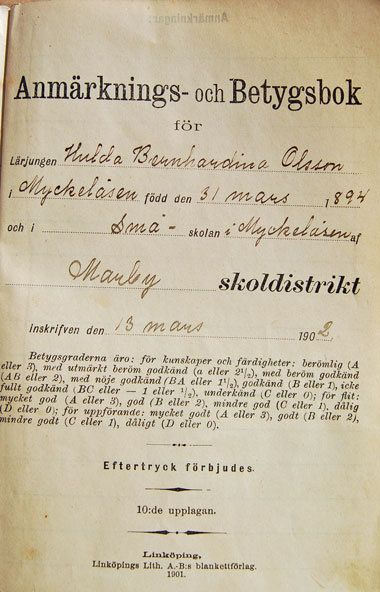 Anmärkningar.
Anmärknings- och Betygsbok
för
Lärjungen Hulda Bernhardina Olsson
i Myckelåsen född den 31 mars 1894
och i Små- skolan i Myckelåsen af
Marby skoldistrikt
inskrifven den 13 mars 1902
Betygsgraderna äro: för kunskaper och färdigheter: berömlig (A
eller 3), med utmärkt beröm godkänd (a eller 2½), med beröm godkänd
(AB eller 2), med nöje godkänd (BA eller 1½), godkänd (B eller 1), icke
fullt godkänd (BC eller — 1 eller ½), underkänd (C eller 0); för flit:
mycket god (A eller 3), god (B eller 2), mindre god (C eller 1), dålig
(D eller 0); för uppförande: mycket godt (A eller 3), godt (B eller 2),
mindre godt (C eller 1), dåligt (D eller 0).
Eftertryck förbjudes.
10:de upplagan.
Linköping,
Linköpings Lith. A.-B:s blankettförlag.
1901.